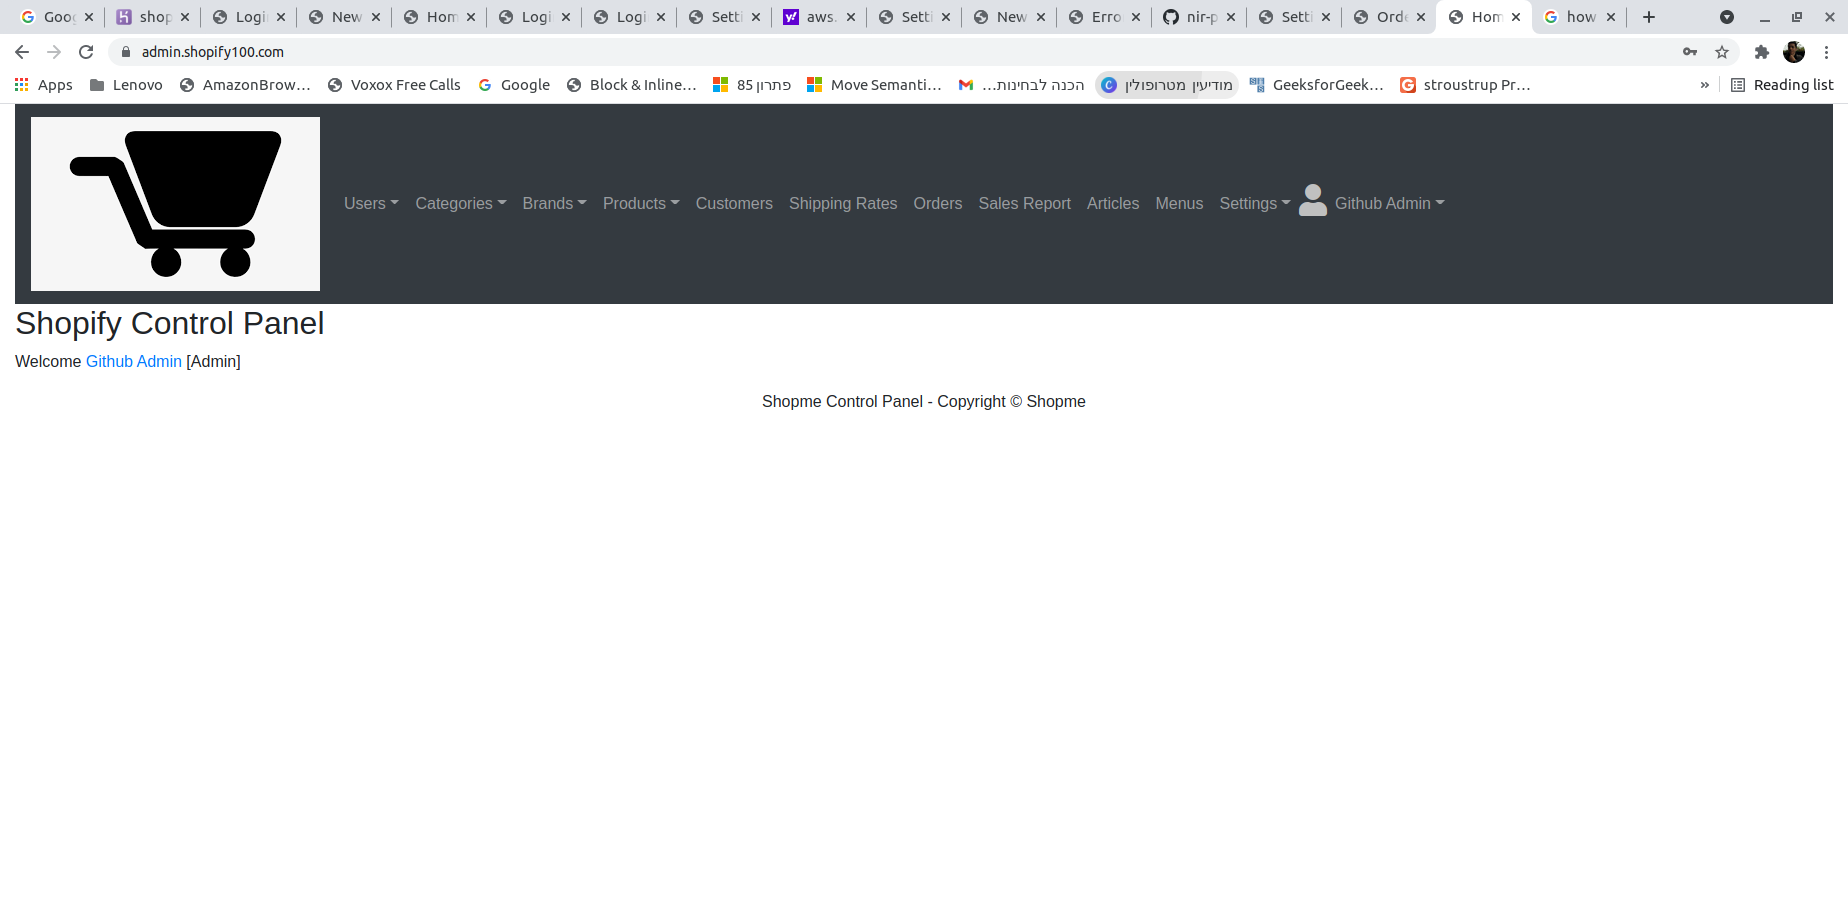 Goog shop Logi New Hom Logi Logi Setti aws. Setti New Erro nir-p Setti Orde Hom how
admin.shopify100.com
Apps Lenovo AmazonBrow… Voxox Free Calls Google Block & Inline… פתרון 85 Move Semanti… הכנה לבחינות… מודיעין מטרופולין GeeksforGeek… stroustrup Pr… » Reading list
Users Categories Brands Products Customers Shipping Rates Orders Sales Report Articles Menus Settings Github Admin
Shopify Control Panel
Welcome Github Admin [Admin]
Shopme Control Panel - Copyright © Shopme